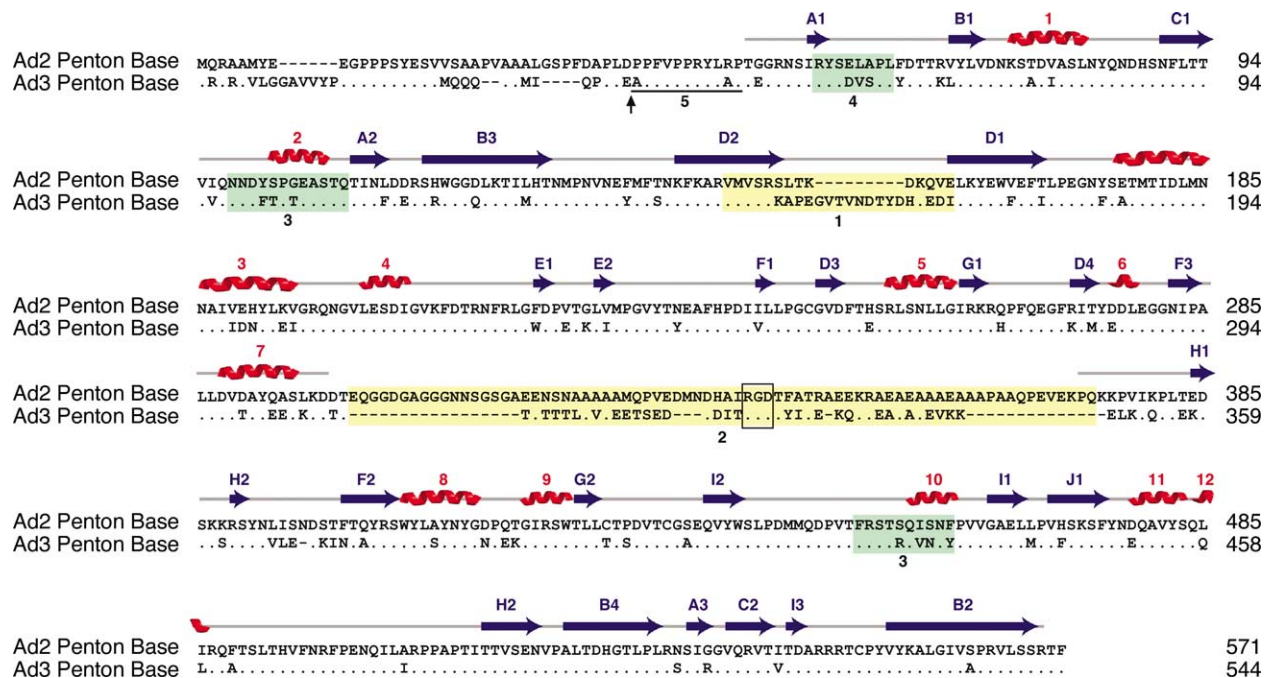 A1 B1 1 C1
Ad2 Penton Base MQRAAMYE------EGPPPSYESVVSAAPVAAALGSPFDAPLDPPFVPPRYLRPTGGRNSIRYSELAPLFDTTRVYLVDNKSTDVASLNYQNDHSNFLTT 94
Ad3 Penton Base .R.R.VLGGAVVYP..........MQQQ--..MI----.QP..EA........A.E........DVS..Y...KL.......A.I............... 94
5 4
2 A2 B3 D2 D1
Ad2 Penton Base VIQNNDYSPGEASTQTINLDDRSHWGGDLKTILHTNMPNVNEFMFTNKFKARVMVSRSLTK---------DKQVELKYEWVEFTLPEGNYSETMTIDLMN 185
Ad3 Penton Base .V....FT.T........F.E..R...Q....M.........Y..S...........KAPEGVTVNDTYDH.EDI.....F..I.......F.A...... 194
3 1
3 4 E1 E2 F1 D3 5 G1 D4 6 F3
Ad2 Penton Base NAIVEHYLKVGRQNGVLESDIGVKFDTRNFRLGFDPVTGLVMPGVYTNEAFHPDIILLPGCGVDFTHSRLSNLLGIRKRQPFQEGFRITYDDLEGGNIPA 285
Ad3 Penton Base ...IDN..EI.......................W..E.K.I......Y.......V..........E............H......K.M.E......... 294
7 H1
Ad2 Penton Base LLDVDAYQASLKDDTEQGGDGAGGGNNSGSGAEENSNAAAAAMQPVEDMNDHAIRGDTFATRAEEKRAEAEAAAEAAAPAAQPEVEKPQKKPVIKPLTED 385
Ad3 Penton Base ....T..EE.K..T.-----------------.T.TTTL.V.EETSED---.DIT...YI.E-KQ..EA.A.EVKK-------------.ELK.Q..EK. 359
2
H2 F2 8 9 G2 I2 10 I1 J1 11 12
Ad2 Penton Base SKKRSYNLISNDSTFTQYRSWYLAYNYGDPQTGIRSWTLLCTPDVTCGSEQVYWSLPDMMQDPVTFRSTSQISNFPVVGAELLPVHSKSFYNDQAVYSQL 485
Ad3 Penton Base ..S....VLE-.KIN.A......S....N.EK........T.S.....A....................R.VN.Y.......M..F......E......Q 458
3
H2 B4 A3 C2 I3 B2
Ad2 Penton Base IRQFTSLTHVFNRFPENQILARPPAPTITTVSENVPALTDHGTLPLRNSIGGVQRVTITDARRRTCPYVYKALGIVSPRVLSSRTF 571
Ad3 Penton Base L..A................I..........................S..R......V..................A......... 544